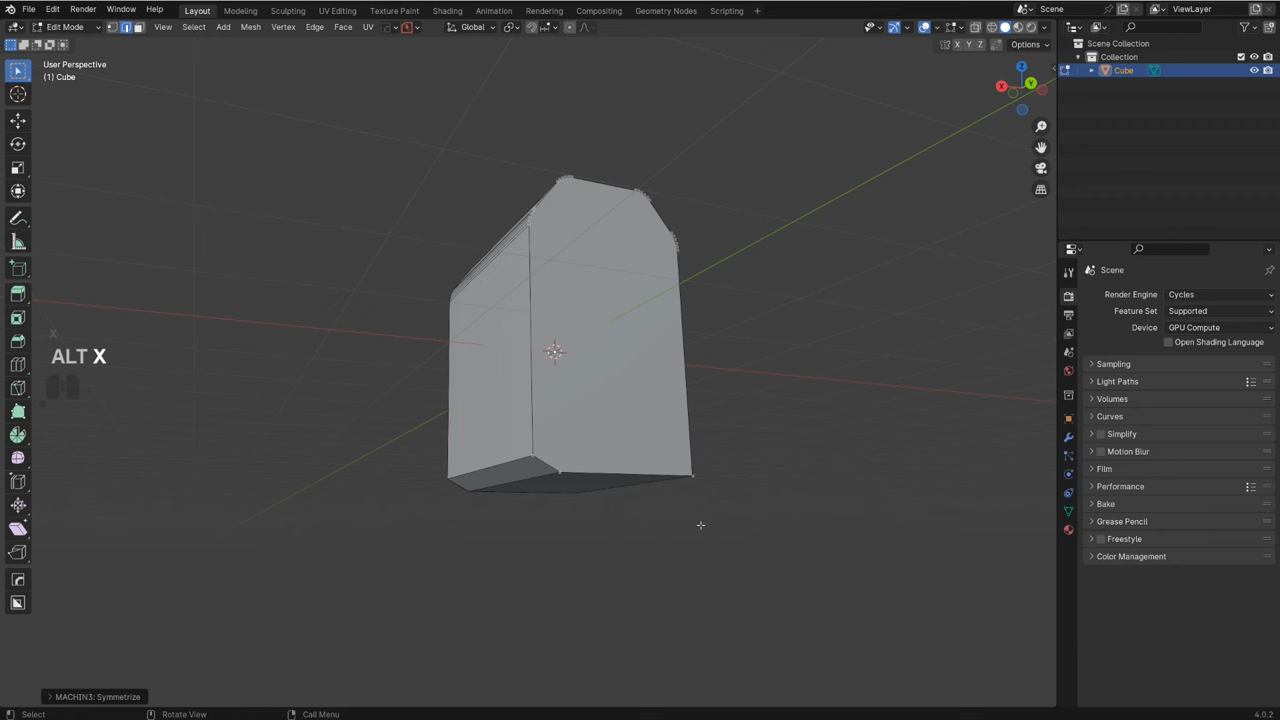 File Edit Render Window Help Layout Modeling Sculpting UV Editing Texture Paint Shading Animation Rendering Compositing Geometry Nodes Scripting + Scene ViewLayer
Edit Mode View Select Add Mesh Vertex Edge Face UV Global
X Y Z Options
User Perspective
(1) Cube
Z
Y
X
X
ALT X
MACHIN3: Symmetrize
Scene Collection
Collection
Cube
Scene
Render Engine Cycles
Feature Set Supported
Device GPU Compute
Open Shading Language
Sampling
Light Paths
Volumes
Curves
Simplify
Motion Blur
Film
Performance
Bake
Grease Pencil
Freestyle
Color Management
Select Rotate View Call Menu 4.0.2